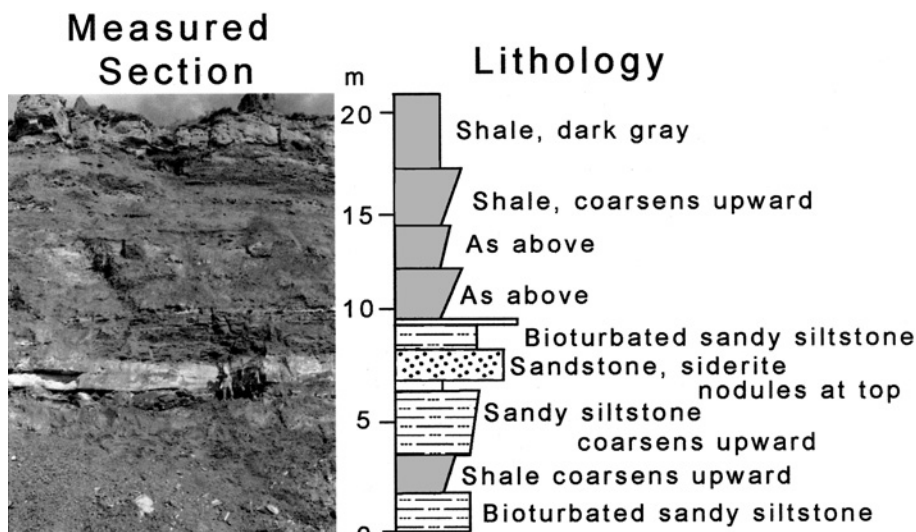 Measured
Section
m
Lithology
20
Shale, dark gray
Shale, coarsens upward
15
As above
As above
10
Bioturbated sandy siltstone
Sandstone, siderite
nodules at top
5
Sandy siltstone
coarsens upward
Shale coarsens upward
Bioturbated sandy siltstone
0